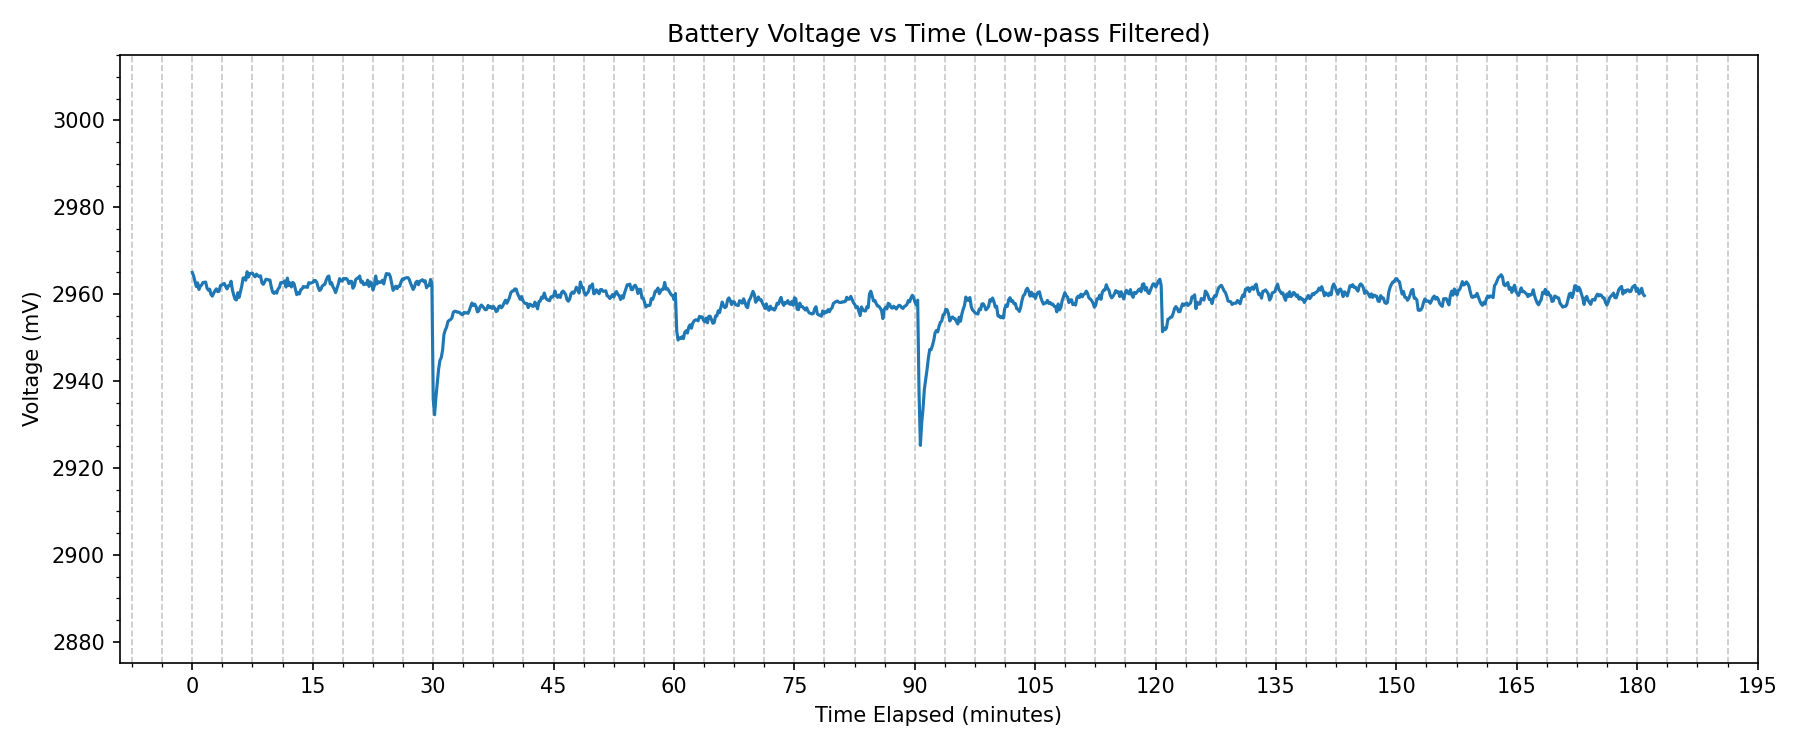 Battery Voltage vs Time (Low-pass Filtered)
Voltage (mV)
3000
2980
2960
2940
2920
2900
2880
0 15 30 45 60 75 90 105 120 135 150 165 180 195
Time Elapsed (minutes)